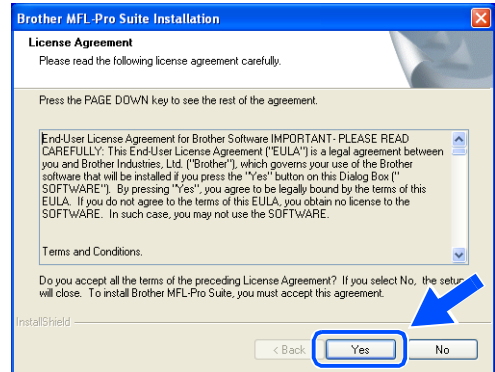 Brother MFL-Pro Suite Installation
License Agreement
Please read the following license agreement carefully.
Press the PAGE DOWN key to see the rest of the agreement.
End-User License Agreement for Brother Software IMPORTANT- PLEASE READ
CAREFULLY: This End-User License Agreement ("EULA") is a legal agreement between
you and Brother Industries, Ltd. ("Brother"), which governs your use of the Brother
software that will be installed if you press the "Yes" button on this Dialog Box ("
SOFTWARE"). By pressing "Yes", you agree to be legally bound by the terms of this
EULA. If you do not agree to the terms of this EULA, you obtain no license to the
SOFTWARE. In such case, you may not use the SOFTWARE.
Terms and Conditions.
Do you accept all the terms of the preceding License Agreement? If you select No, the setup
will close. To install Brother MFL-Pro Suite, you must accept this agreement.
InstallShield
< Back
Yes
No